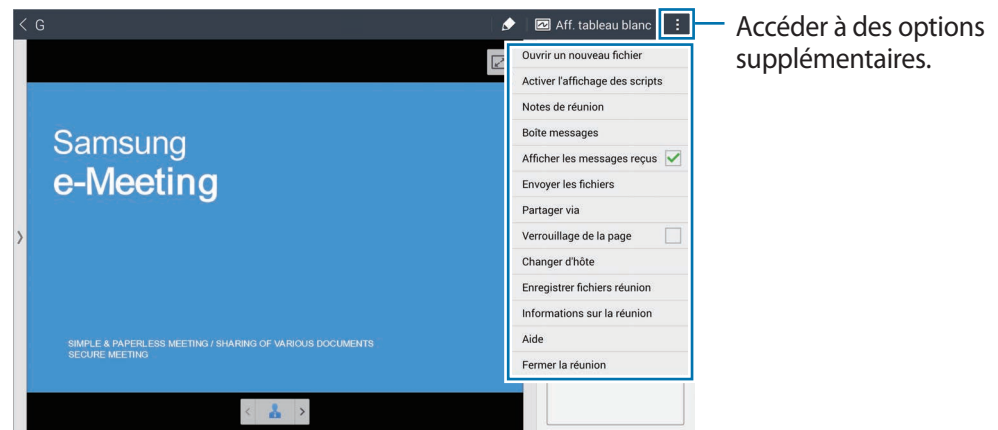 G
Aff. tableau blanc
Accéder à des options
supplémentaires.
Ouvrir un nouveau fichier
Activer l'affichage des scripts
Notes de réunion
Boîte messages
Afficher les messages reçus
Envoyer les fichiers
Partager via
Verrouillage de la page
Changer d'hôte
Enregistrer fichiers réunion
Informations sur la réunion
Aide
Fermer la réunion
Samsung
e-Meeting
SIMPLE & PAPERLESS MEETING / SHARING OF VARIOUS DOCUMENTS
SECURE MEETING